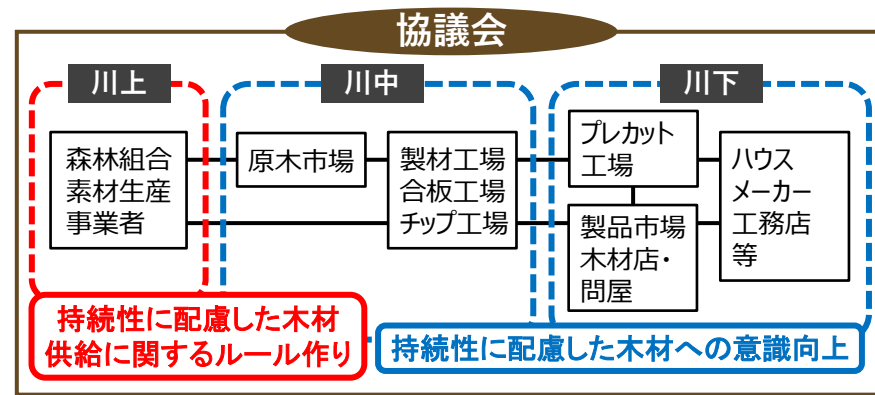 協議会
川上
川中
川下
森林組合
素材生産
事業者
原木市場
製材工場
合板工場
チップ工場
プレカット
工場
製品市場
木材店・
問屋
ハウス
メーカー
工務店
等
持続性に配慮した木材
供給に関するルール作り
持続性に配慮した木材への意識向上